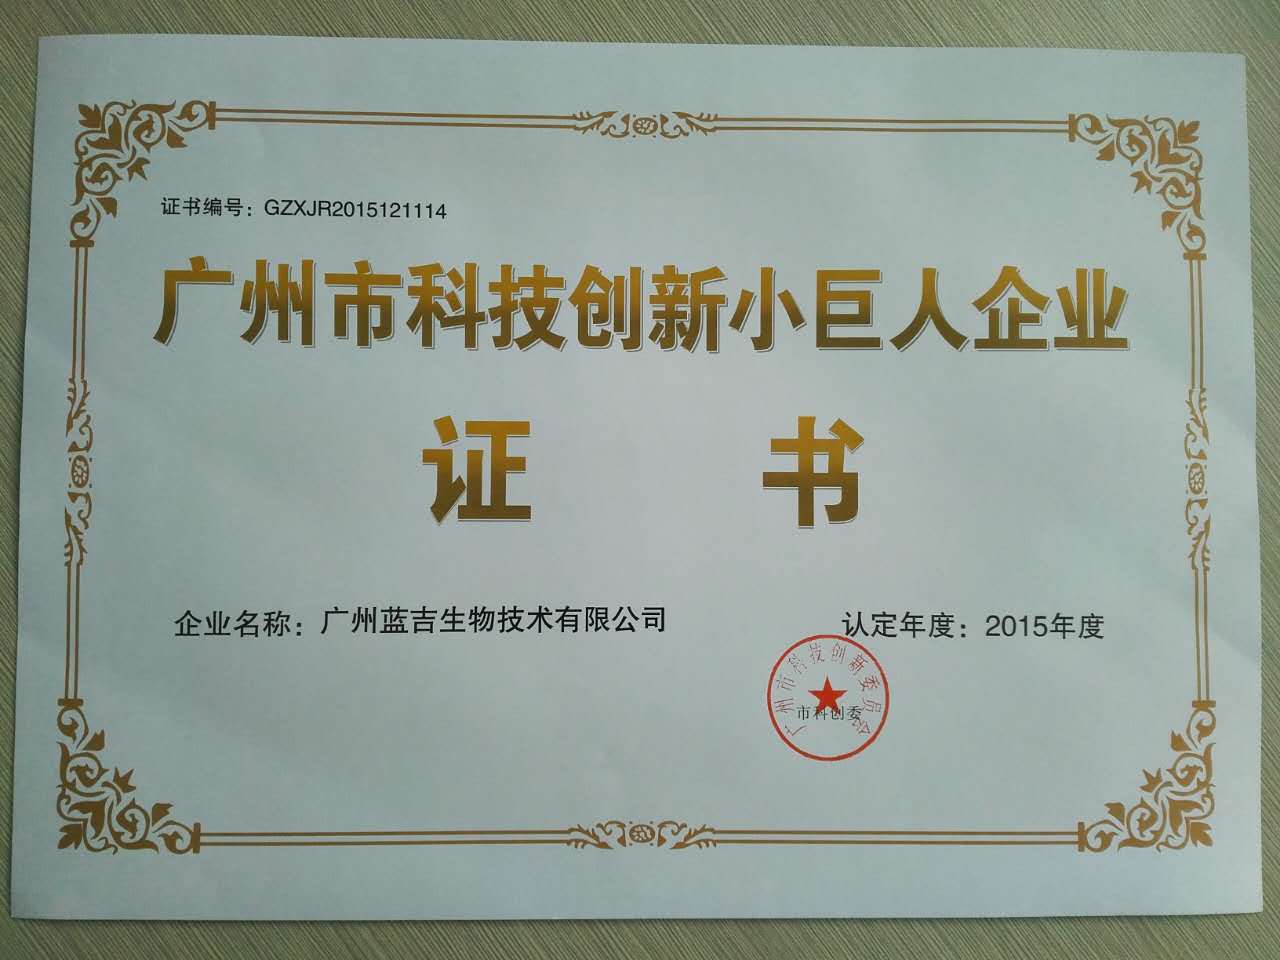 证书编号：GZXJR2015121114
广州市科技创新小巨人企业
证 书
企业名称：广州蓝吉生物技术有限公司
认定年度：2015年度
广州市科技创新委员会
市科创委